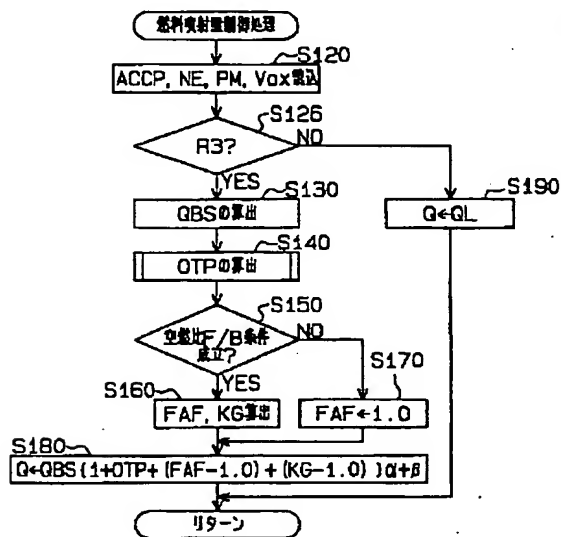 燃料噴射量制御処理
S120
ACCP, NE, PM, Vox 読込
S126
R3?
NO
YES
S130
QBSの算出
S190
Q←QL
S140
OTPの算出
S150
空燃比F/B条件
成立?
NO
YES
S160
FAF, KG算出
S170
FAF←1.0
S180
Q←QBS{1+OTP+(FAF-1.0)+(KG-1.0)}α+β
リターン